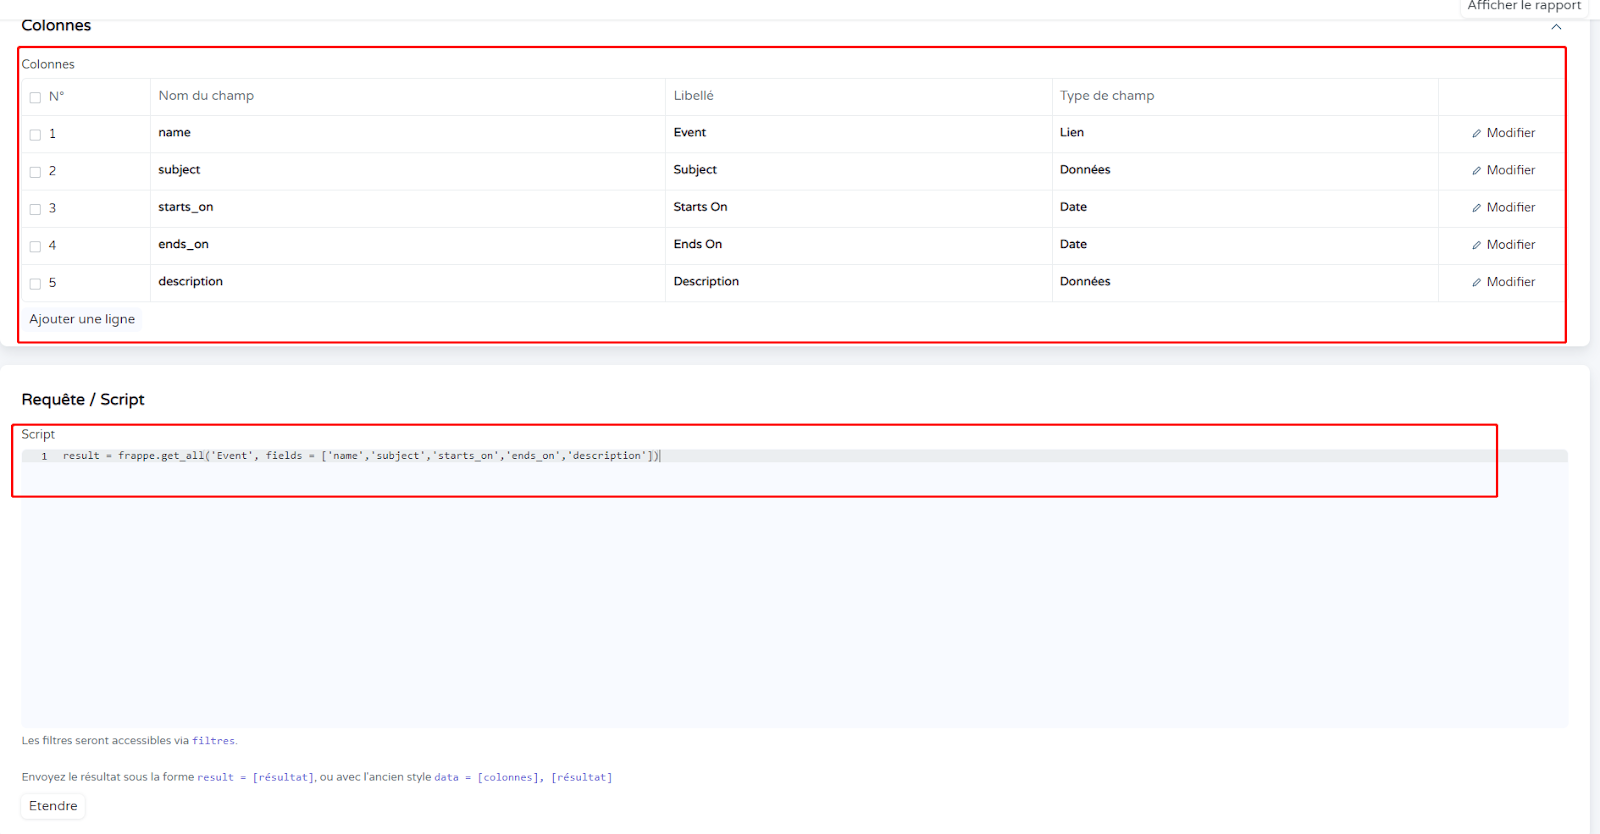 Afficher le rapport
Colonnes
Colonnes
N° Nom du champ Libellé Type de champ
1 name Event Lien Modifier
2 subject Subject Données Modifier
3 starts_on Starts On Date Modifier
4 ends_on Ends On Date Modifier
5 description Description Données Modifier
Ajouter une ligne
Requête / Script
Script
1 result = frappe.get_all('Event', fields = ['name','subject','starts_on','ends_on','description'])
Les filtres seront accessibles via filtres.
Envoyez le résultat sous la forme result = [résultat], ou avec l'ancien style data = [colonnes], [résultat]
Etendre